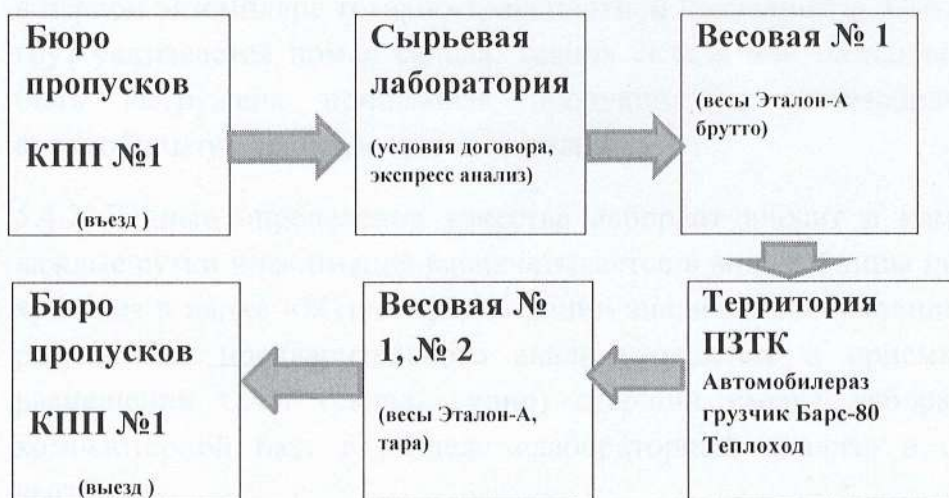 Бюро
пропусков
КПП №1
(въезд )
Сырьевая
лаборатория
(условия договора,
экспресс анализ)
Весовая № 1
(весы Эталон-А
брутто)
Территория
ПЗТК
Автомобилераз
грузчик Барс-80
Теплоход
Весовая №
1, № 2
(весы Эталон-А,
тара)
Бюро
пропусков
КПП №1
(выезд )